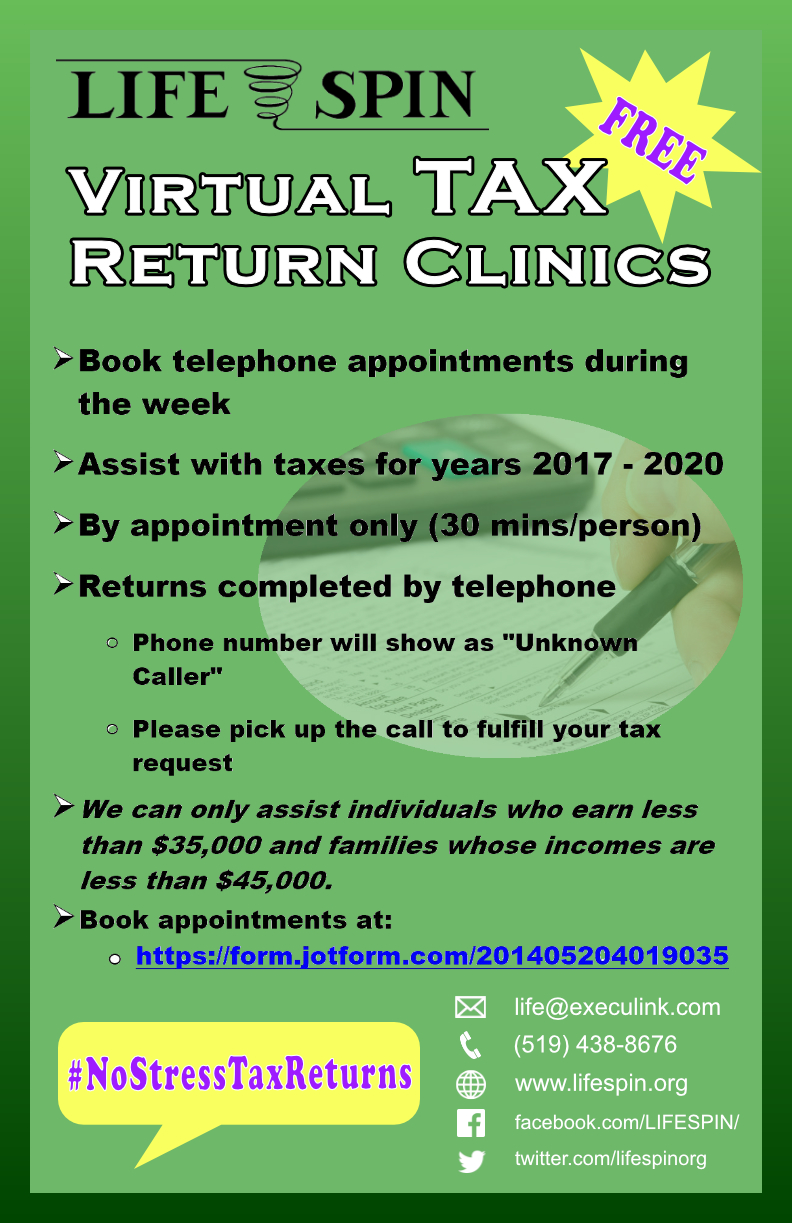 LIFE SPIN
FREE
VIRTUAL TAX
RETURN CLINICS
Book telephone appointments during
the week
Assist with taxes for years 2017 - 2020
By appointment only (30 mins/person)
Returns completed by telephone
Phone number will show as "Unknown
Caller"
Please pick up the call to fulfill your tax
request
We can only assist individuals who earn less
than $35,000 and families whose incomes are
less than $45,000.
Book appointments at:
https://form.jotform.com/201405204019035
life@execulink.com
(519) 438-8676
www.lifespin.org
facebook.com/LIFESPIN/
twitter.com/lifespinorg
#NoStressTaxReturns